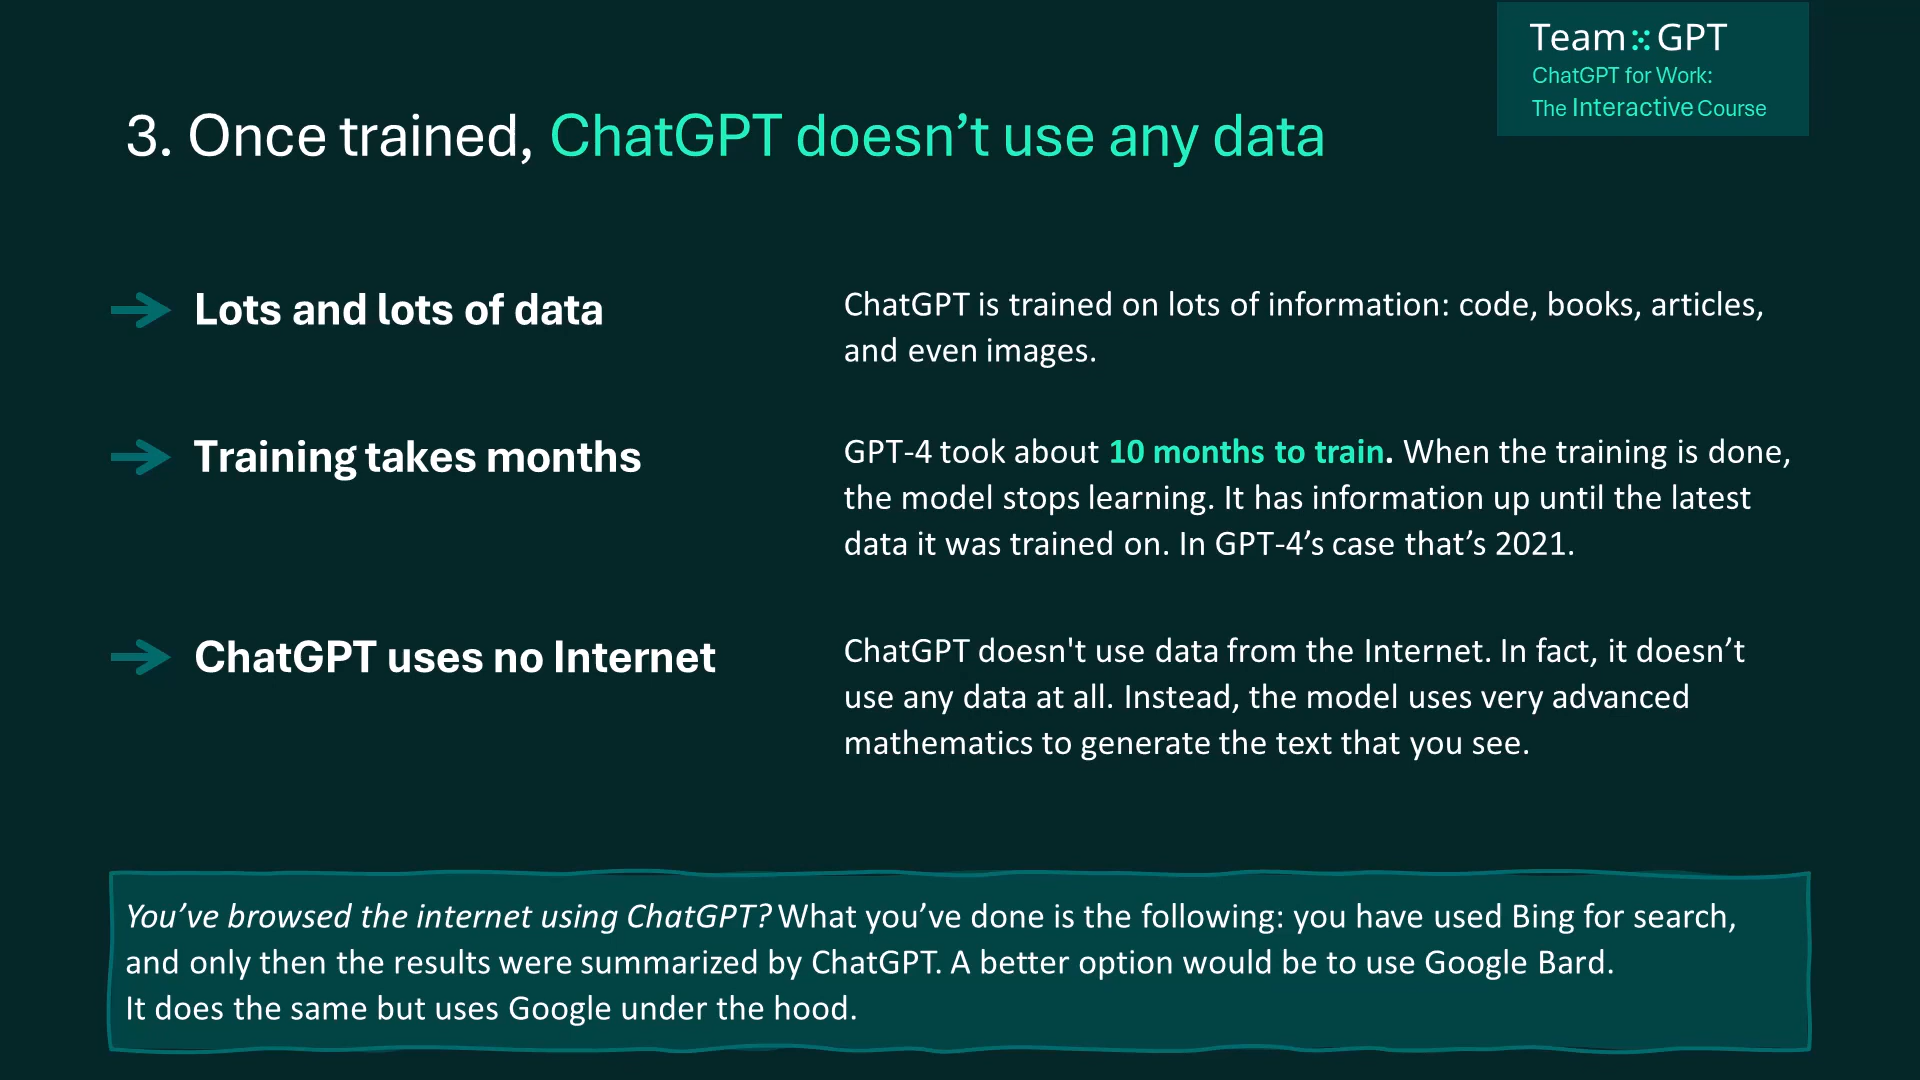 Team GPT
ChatGPT for Work:
The Interactive Course
3. Once trained, ChatGPT doesn’t use any data
Lots and lots of data
ChatGPT is trained on lots of information: code, books, articles,
and even images.
Training takes months
GPT-4 took about 10 months to train. When the training is done,
the model stops learning. It has information up until the latest
data it was trained on. In GPT-4’s case that’s 2021.
ChatGPT uses no Internet
ChatGPT doesn't use data from the Internet. In fact, it doesn’t
use any data at all. Instead, the model uses very advanced
mathematics to generate the text that you see.
You’ve browsed the internet using ChatGPT? What you’ve done is the following: you have used Bing for search,
and only then the results were summarized by ChatGPT. A better option would be to use Google Bard.
It does the same but uses Google under the hood.